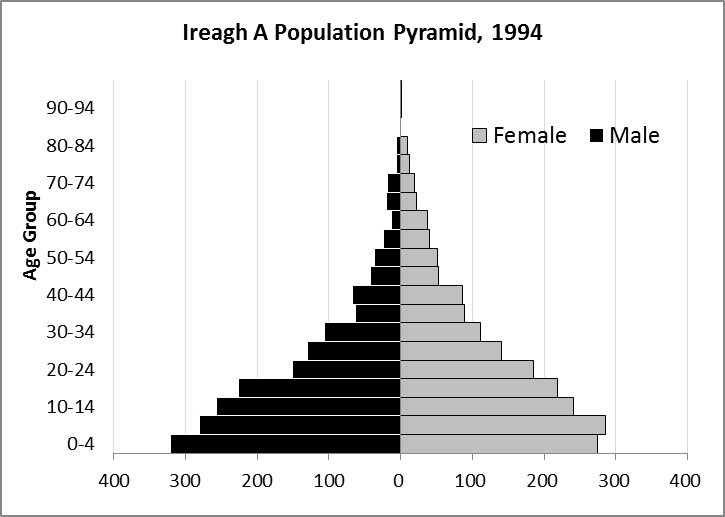 Ireagh A Population Pyramid, 1994
Female Male
Age Group
90-94
80-84
70-74
60-64
50-54
40-44
30-34
20-24
10-14
0-4
400 300 200 100 0 100 200 300 400